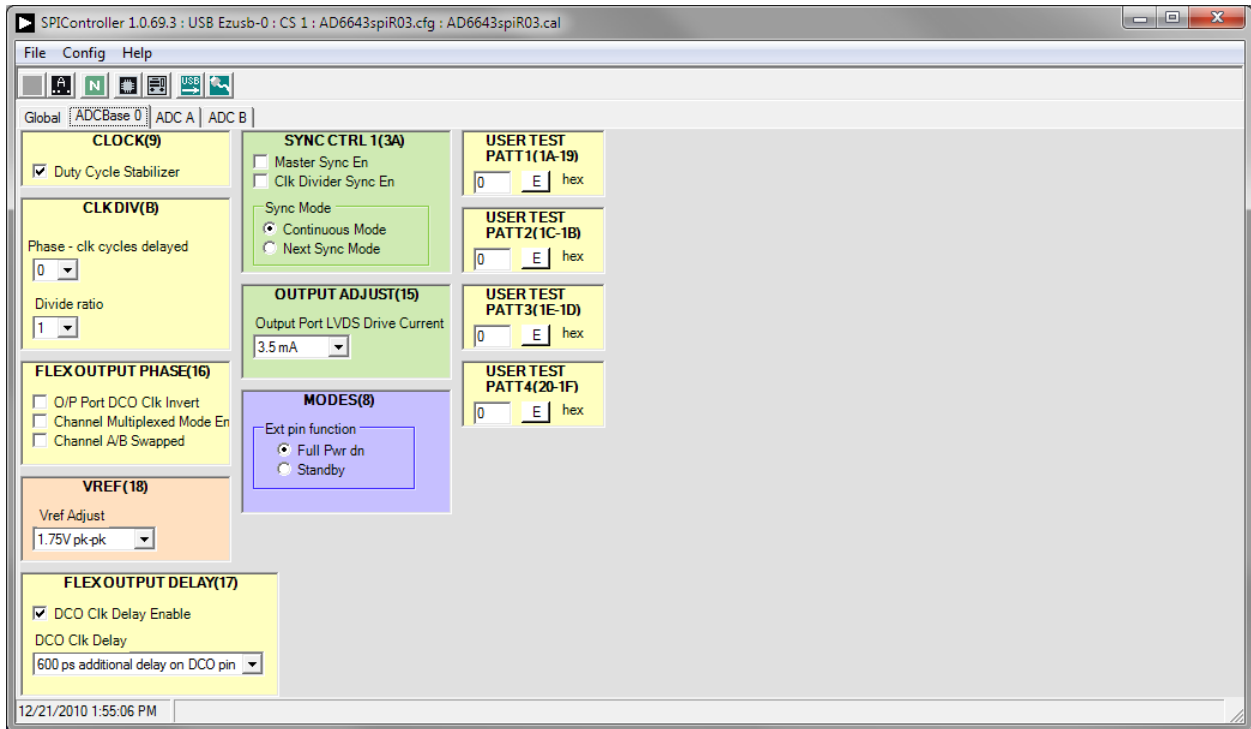 SPIController 1.0.69.3 : USB Ezusb-0 : CS 1 : AD6643spiR03.cfg : AD6643spiR03.cal
File Config Help
A N USB
Global ADCBase 0 ADC A ADC B
CLOCK(9)
Duty Cycle Stabilizer
CLK DIV(B)
Phase - clk cycles delayed
0
Divide ratio
1
FLEX OUTPUT PHASE(16)
O/P Port DCO Clk Invert
Channel Multiplexed Mode En
Channel A/B Swapped
VREF(18)
Vref Adjust
1.75V pk-pk
FLEX OUTPUT DELAY(17)
DCO Clk Delay Enable
DCO Clk Delay
600 ps additional delay on DCO pin
SYNC CTRL 1(3A)
Master Sync En
Clk Divider Sync En
Sync Mode
Continuous Mode
Next Sync Mode
OUTPUT ADJUST(15)
Output Port LVDS Drive Current
3.5 mA
MODES(8)
Ext pin function
Full Pwr dn
Standby
USER TEST
PATT1(1A-19)
0 E hex
USER TEST
PATT2(1C-1B)
0 E hex
USER TEST
PATT3(1E-1D)
0 E hex
USER TEST
PATT4(20-1F)
0 E hex
12/21/2010 1:55:06 PM